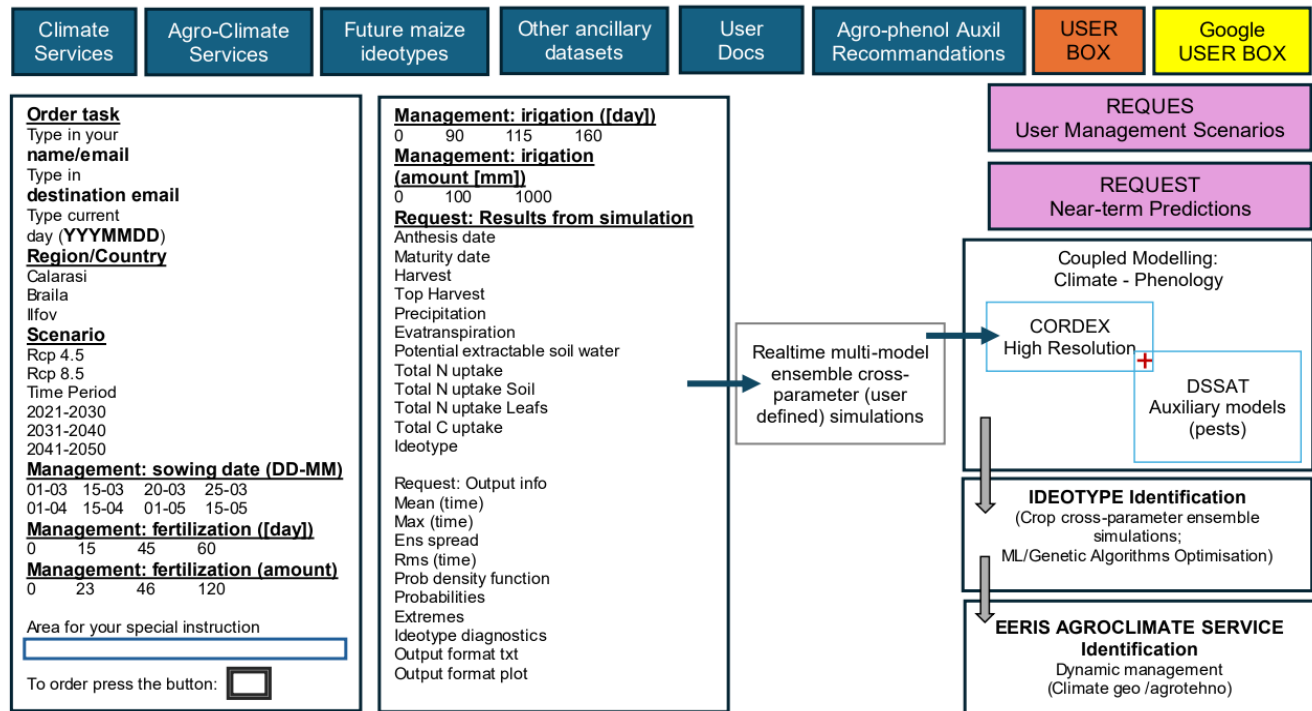 Climate
Services
Agro-Climate
Services
Future maize
ideotypes
Other ancillary
datasets
User
Docs
Agro-phenol Auxil
Recommandations
USER
BOX
Google
USER BOX
Order task
Type in your
name/email
Type in
destination email
Type current
day (YYYMMDD)
Region/Country
Calarasi
Braila
Ilfov
Scenario
Rcp 4.5
Rcp 8.5
Time Period
2021-2030
2031-2040
2041-2050
Management: sowing date (DD-MM)
01-03 15-03 20-03 25-03
01-04 15-04 01-05 15-05
Management: fertilization ([day])
0 15 45 60
Management: fertilization (amount)
0 23 46 120
Area for your special instruction
To order press the button:
Management: irigation ([day])
0 90 115 160
Management: irigation
(amount [mm])
0 100 1000
Request: Results from simulation
Anthesis date
Maturity date
Harvest
Top Harvest
Precipitation
Evatranspiration
Potential extractable soil water
Total N uptake
Total N uptake Soil
Total N uptake Leafs
Total C uptake
Ideotype
Request: Output info
Mean (time)
Max (time)
Ens spread
Rms (time)
Prob density function
Probabilities
Extremes
Ideotype diagnostics
Output format txt
Output format plot
Realtime multi-model
ensemble cross-
parameter (user
defined) simulations
REQUES
User Management Scenarios
REQUEST
Near-term Predictions
Coupled Modelling:
Climate - Phenology
CORDEX
High Resolution
+
DSSAT
Auxiliary models
(pests)
IDEOTYPE Identification
(Crop cross-parameter ensemble
simulations;
ML/Genetic Algorithms Optimisation)
EERIS AGROCLIMATE SERVICE
Identification
Dynamic management
(Climate geo /agrotehno)